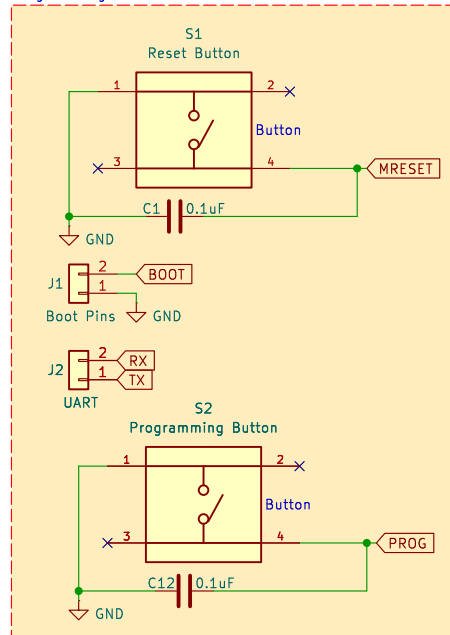 S1
Reset Button
1
2
Button
3
4
MRESET
C1
0.1uF
GND
J1
2
BOOT
1
GND
Boot Pins
J2
2
RX
1
TX
UART
S2
Programming Button
1
2
Button
3
4
PROG
C12
0.1uF
GND